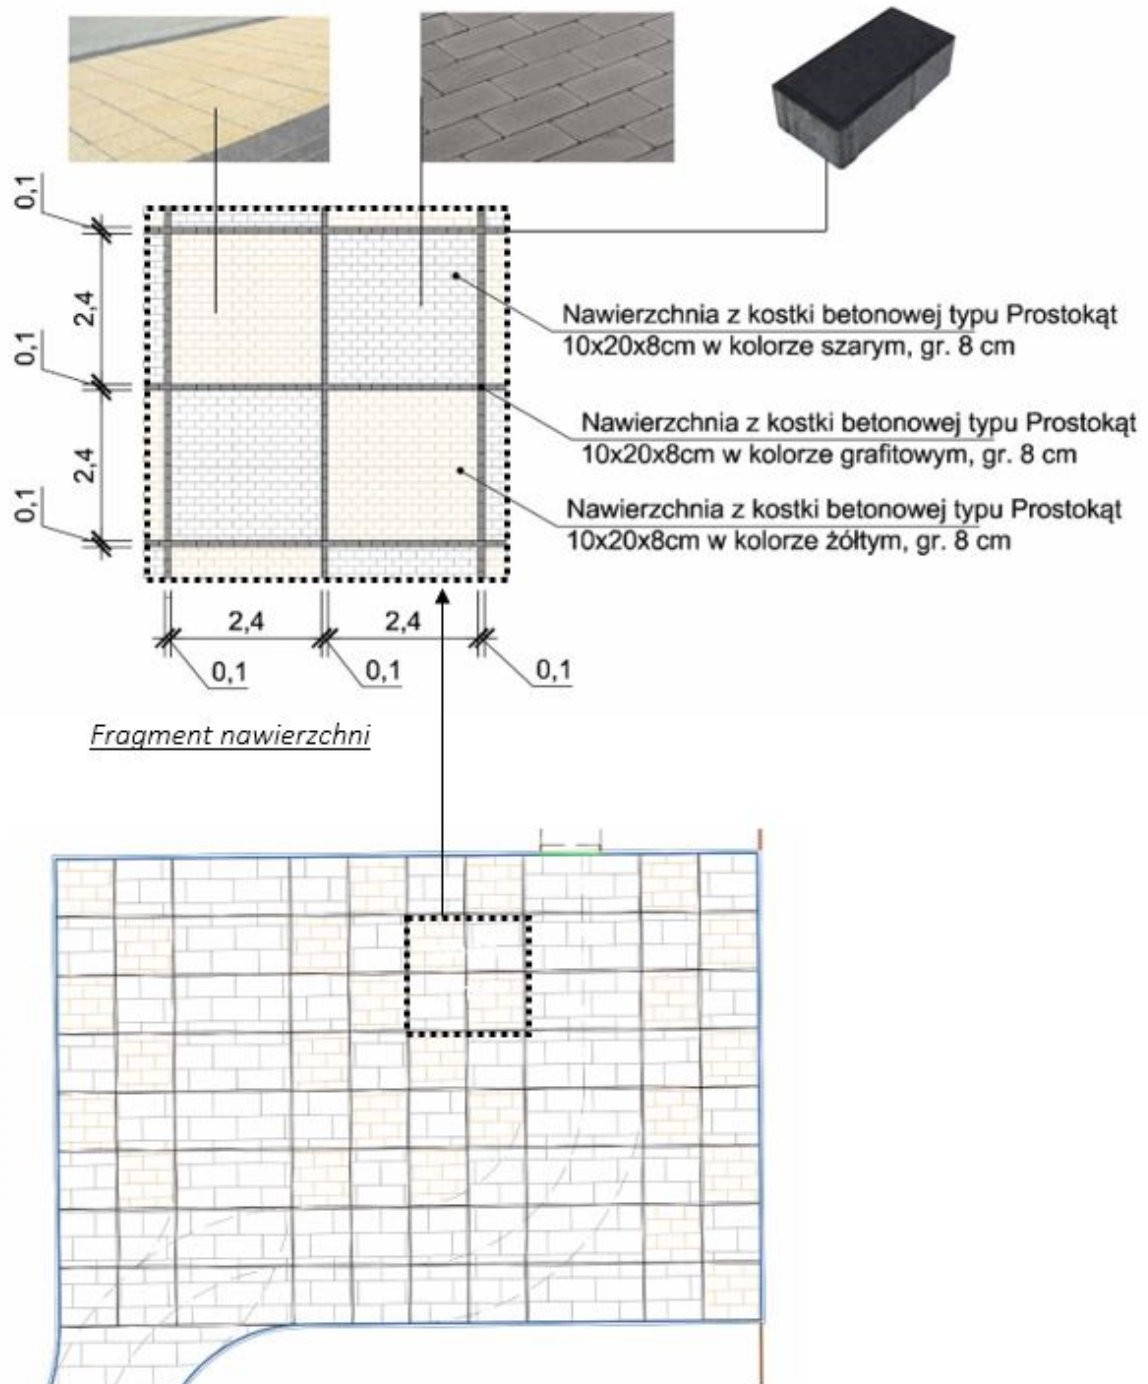 0,1
2,4
0,1
2,4
0,1
Nawierzchnia z kostki betonowej typu Prostokąt
10x20x8cm w kolorze szarym, gr. 8 cm
Nawierzchnia z kostki betonowej typu Prostokąt
10x20x8cm w kolorze grafitowym, gr. 8 cm
Nawierzchnia z kostki betonowej typu Prostokąt
10x20x8cm w kolorze żółtym, gr. 8 cm
2,4 2,4
0,1 0,1 0,1
Fragment nawierzchni